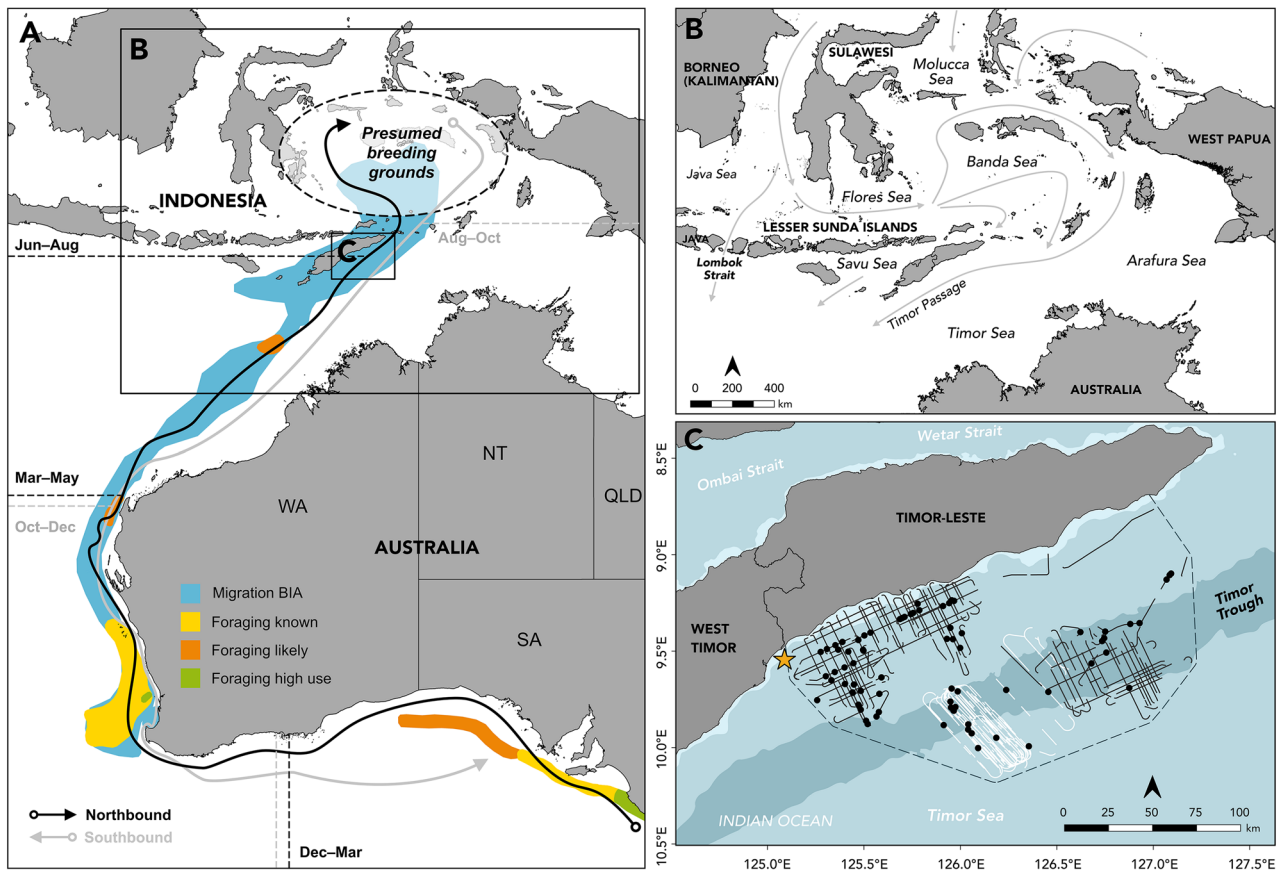 A
B
Presumed
breeding
grounds
INDONESIA
Jun–Aug
Aug–Oct
C
Mar–May
Oct–Dec
NT
QLD
WA
AUSTRALIA
SA
Migration BIA
Foraging known
Foraging likely
Foraging high use
Northbound
Southbound
Dec–Mar
B
SULAWESI
BORNEO
(KALIMANTAN)
Molucca
Sea
WEST PAPUA
Java Sea
Banda Sea
Flores Sea
LESSER SUNDA ISLANDS
JAVA
Lombok
Strait
Savu Sea
Arafura Sea
Timor Passage
Timor Sea
0 200 400
km
AUSTRALIA
C
Wetar Strait
Ombai Strait
TIMOR-LESTE
WEST
TIMOR
Timor
Trough
INDIAN OCEAN
Timor Sea
0 25 50 75 100
km
8.5°E
9.0°E
9.5°E
10.0°E
10.5°E
125.0°E 125.5°E 126.0°E 126.5°E 127.0°E 127.5°E